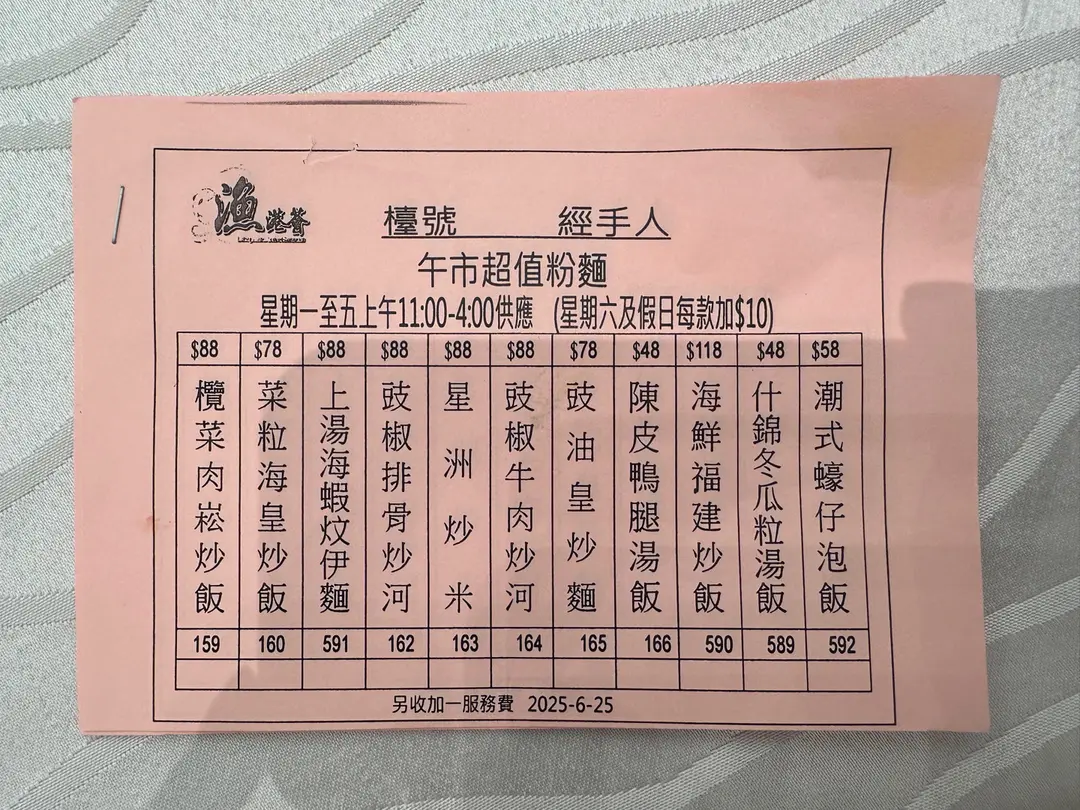 漁港薈
檯號 經手人
午市超值粉麵
星期一至五上午11:00-4:00供應 (星期六及假日每款加$10)
$88 $78 $88 $88 $88 $88 $78 $48 $118 $48 $58
欖菜肉崧炒飯
菜粒海皇炒飯
上湯海蝦炆伊麵
豉椒排骨炒河
星洲炒米
豉椒牛肉炒河
豉油皇炒麵
陳皮鴨腿湯飯
海鮮福建炒飯
什錦冬瓜粒湯飯
潮式蠔仔泡飯
159 160 591 162 163 164 165 166 590 589 592
另收加一服務費 2025-6-25